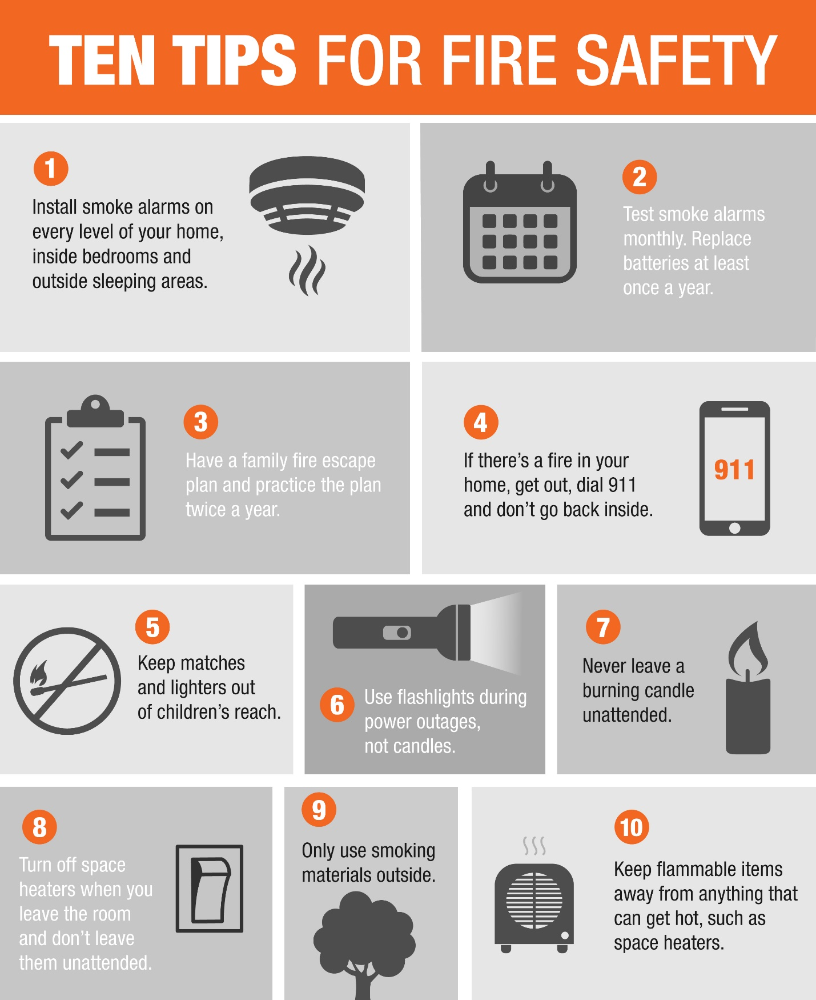 TEN TIPS FOR FIRE SAFETY
1
Install smoke alarms on
every level of your home,
inside bedrooms and
outside sleeping areas.
2
Test smoke alarms
monthly. Replace
batteries at least
once a year.
3
Have a family fire escape
plan and practice the plan
twice a year.
4
If there’s a fire in your
home, get out, dial 911
and don’t go back inside.
911
5
Keep matches
and lighters out
of children’s reach.
6
Use flashlights during
power outages,
not candles.
7
Never leave a
burning candle
unattended.
8
Turn off space
heaters when you
leave the room
and don’t leave
them unattended.
9
Only use smoking
materials outside.
10
Keep flammable items
away from anything that
can get hot, such as
space heaters.